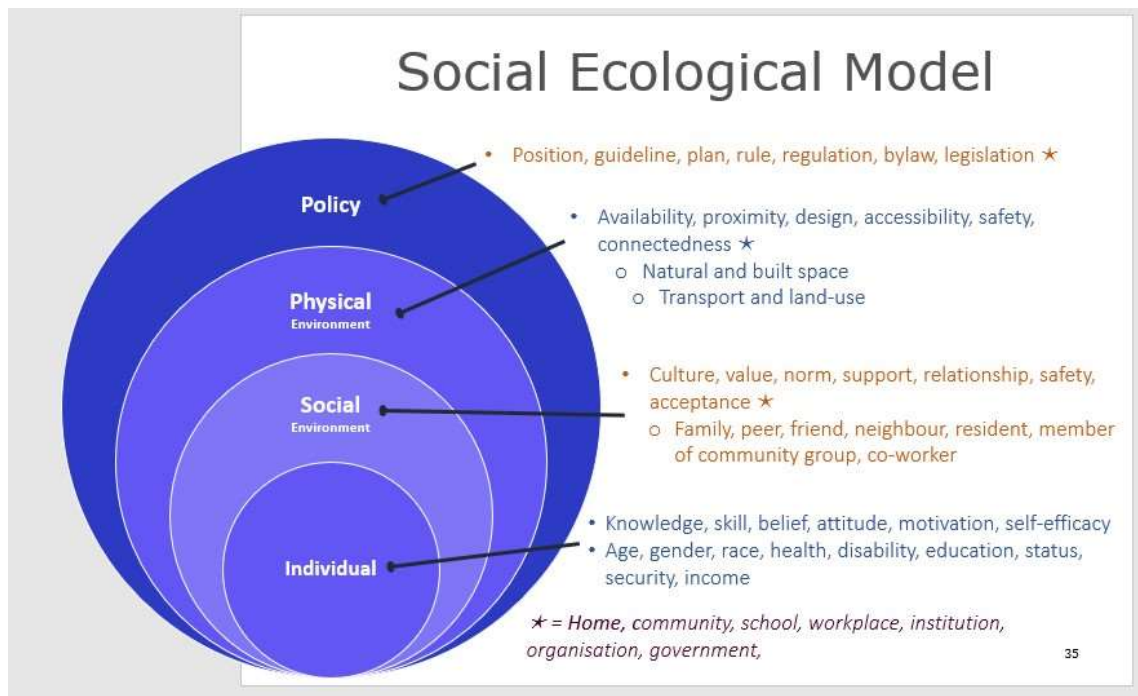 Social Ecological Model
Policy
• Position, guideline, plan, rule, regulation, bylaw, legislation ★
Physical
Environment
• Availability, proximity, design, accessibility, safety,
connectedness ★
o Natural and built space
o Transport and land-use
Social
Environment
• Culture, value, norm, support, relationship, safety,
acceptance ★
o Family, peer, friend, neighbour, resident, member
of community group, co-worker
Individual
• Knowledge, skill, belief, attitude, motivation, self-efficacy
• Age, gender, race, health, disability, education, status,
security, income
★ = Home, community, school, workplace, institution,
organisation, government,
35